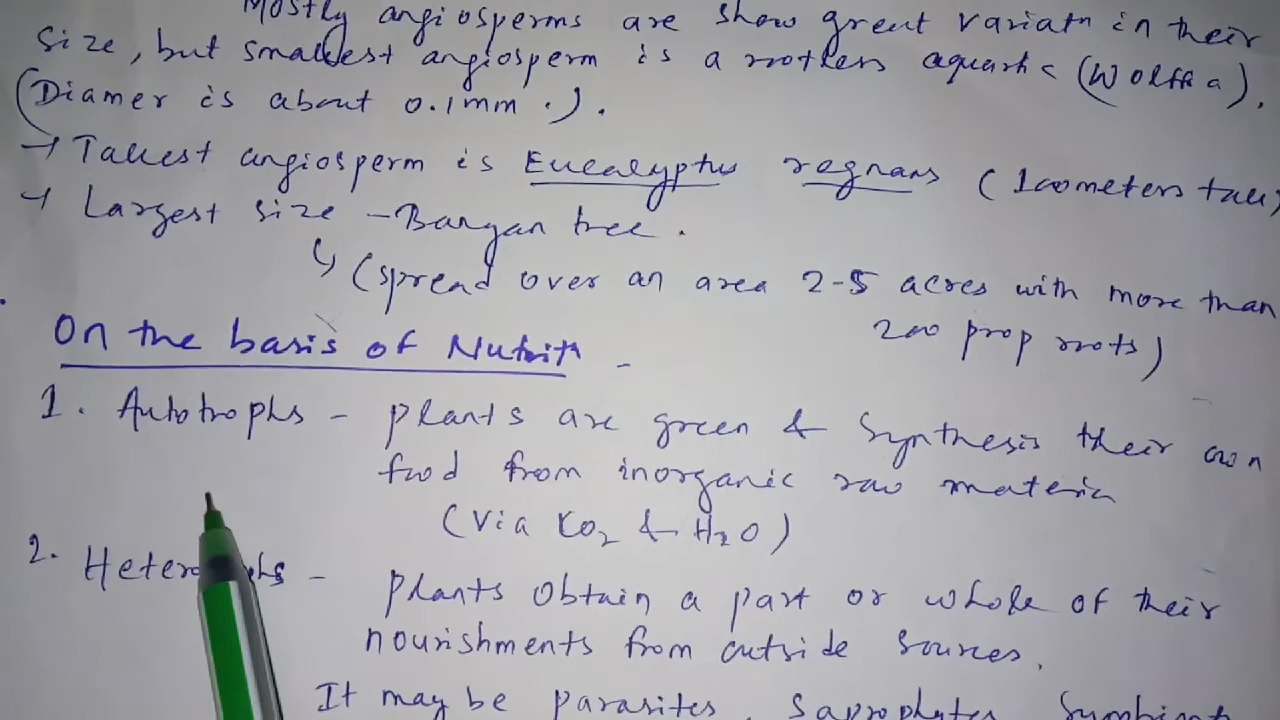 Mostly angiosperms are show great variatn in their
size, but smallest angiosperm is a rootless aquatic (Wolffia).
(Diamer is about 0.1mm.).
→ Tallest angiosperm is Eucalyptus regnans (100meters tall)
→ Largest size - Banyan tree.
↳ (spread over an area 2-5 acres with more than
200 prop roots)
On the basis of Nutritn -
1. Autotrophs - plants are green & synthesis their own
food from inorganic raw materia
(Via CO2 & H2O)
2. Heterophs - plants obtain a part or whole of their
nourishments from outside sources.
It may be parasites, saprophytes,